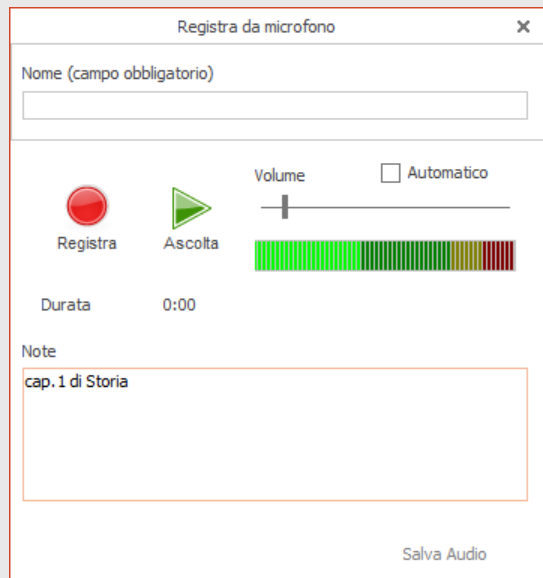 Registra da microfono
Nome (campo obbligatorio)
Volume
Automatico
Registra
Ascolta
Durata 0:00
Note
cap.1 di Storia
Salva Audio